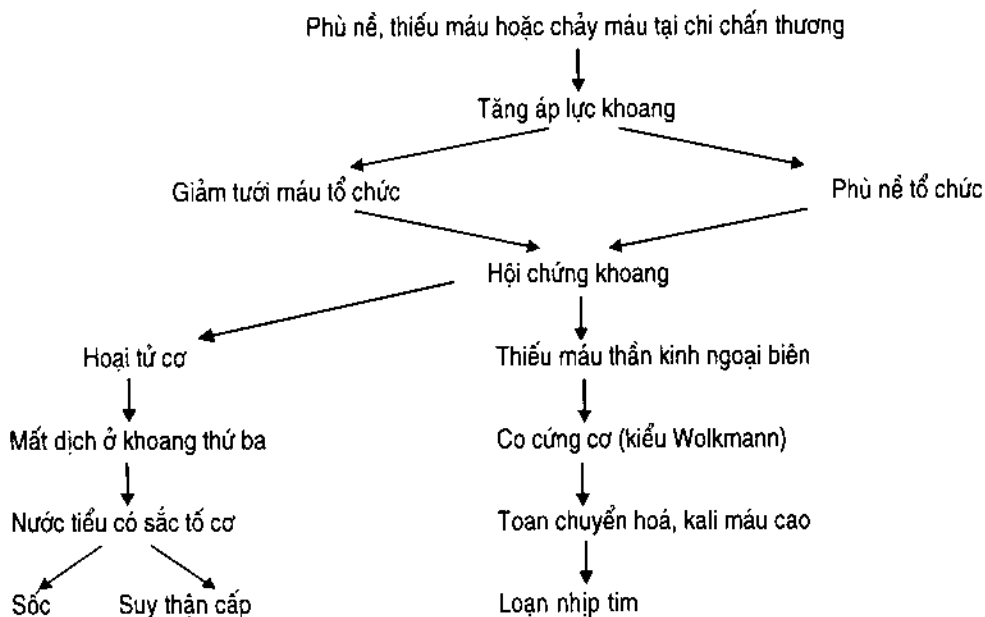 Phù nề, thiếu máu hoặc chảy máu tại chi chấn thương
Tăng áp lực khoang
Giảm tưới máu tổ chức
Phù nề tổ chức
Hội chứng khoang
Hoại tử cơ
Thiếu máu thần kinh ngoại biên
Mất dịch ở khoang thứ ba
Co cứng cơ (kiểu Wolkmann)
Nước tiểu có sắc tố cơ
Toan chuyển hoá, kali máu cao
Sốc
Suy thận cấp
Loạn nhịp tim